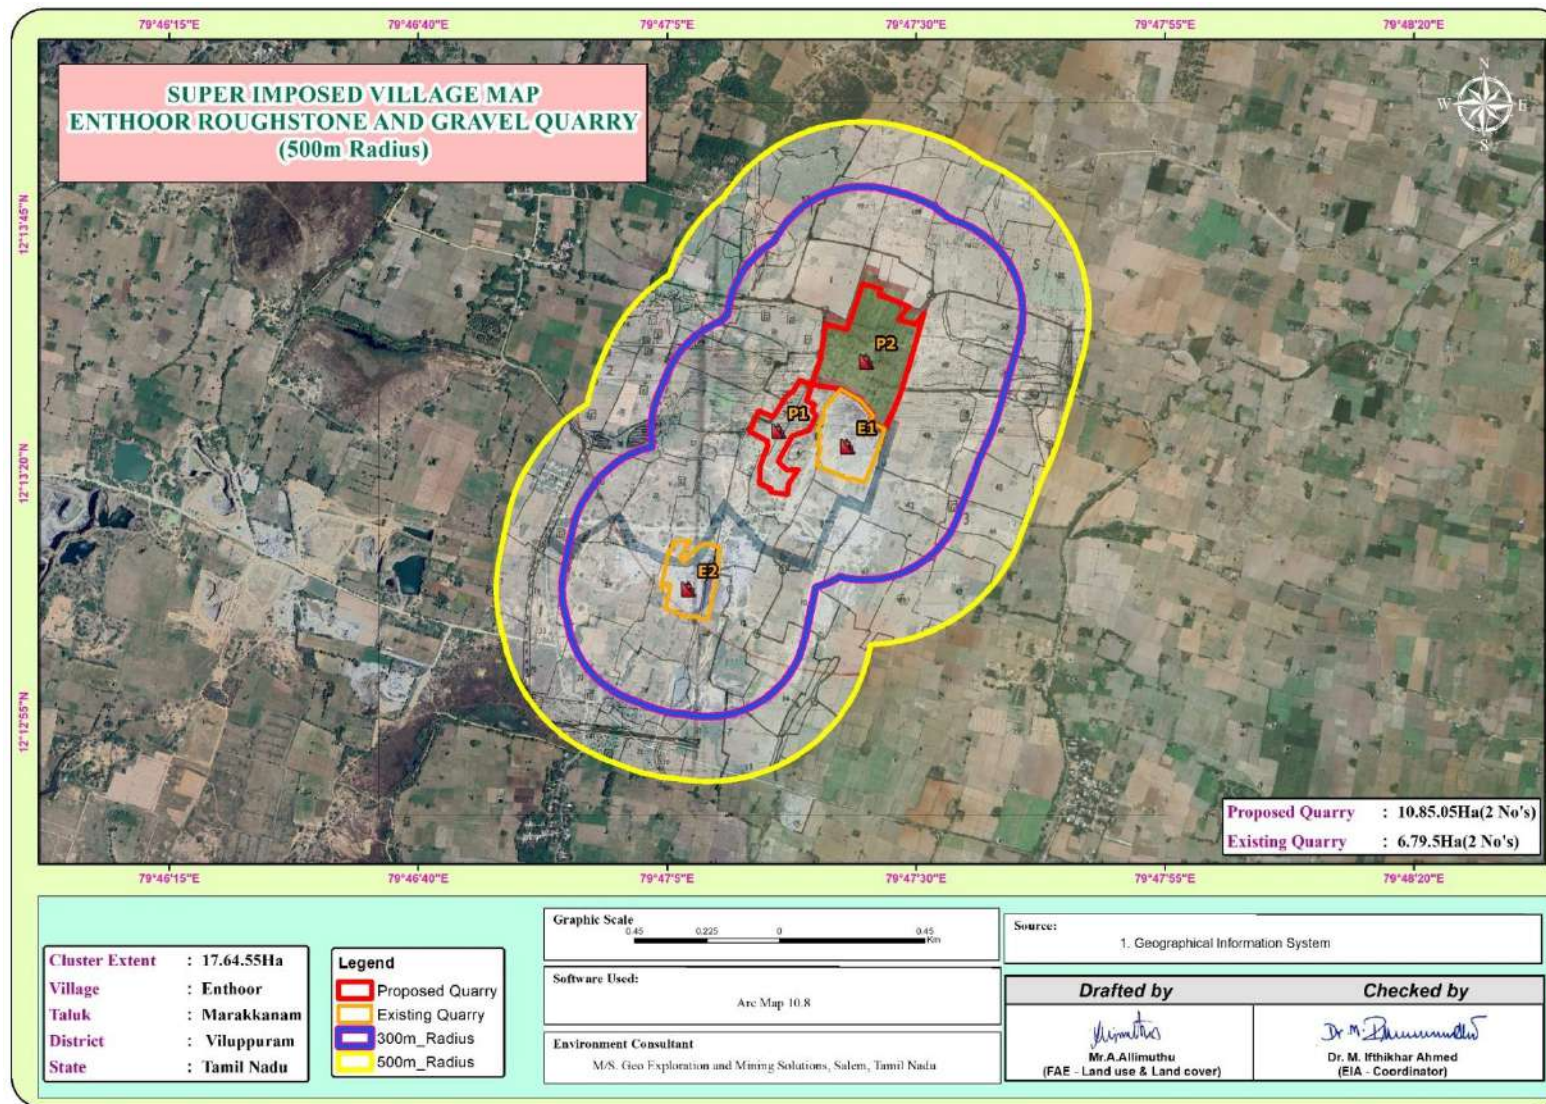 79°46'15"E
79°46'40"E
79°47'5"E
79°47'30"E
79°47'55"E
79°48'20"E
SUPER IMPOSED VILLAGE MAP
ENTHOOR ROUGHSTONE AND GRAVEL QUARRY
(500m Radius)
N
W E
S
12°13'45"N
12°13'20"N
12°12'55"N
5
2
3
P2
P1
E1
E2
Proposed Quarry : 10.85.05Ha(2 No's)
Existing Quarry : 6.79.5Ha(2 No's)
79°46'15"E
79°46'40"E
79°47'5"E
79°47'30"E
79°47'55"E
79°48'20"E
Cluster Extent : 17.64.55Ha
Village : Enthoor
Taluk : Marakkanam
District : Viluppuram
State : Tamil Nadu
Legend
Proposed Quarry
Existing Quarry
300m_Radius
500m_Radius
Graphic Scale
0.45 0.225 0 0.45
Km
Software Used:
Arc Map 10.8
Environment Consultant
M/S. Geo Exploration and Mining Solutions, Salem, Tamil Nadu
Source:
1. Geographical Information System
Drafted by
Mr.A.Allimuthu
(FAE - Land use & Land cover)
Checked by
Dr. M. Ifthikhar Ahmed
(EIA - Coordinator)